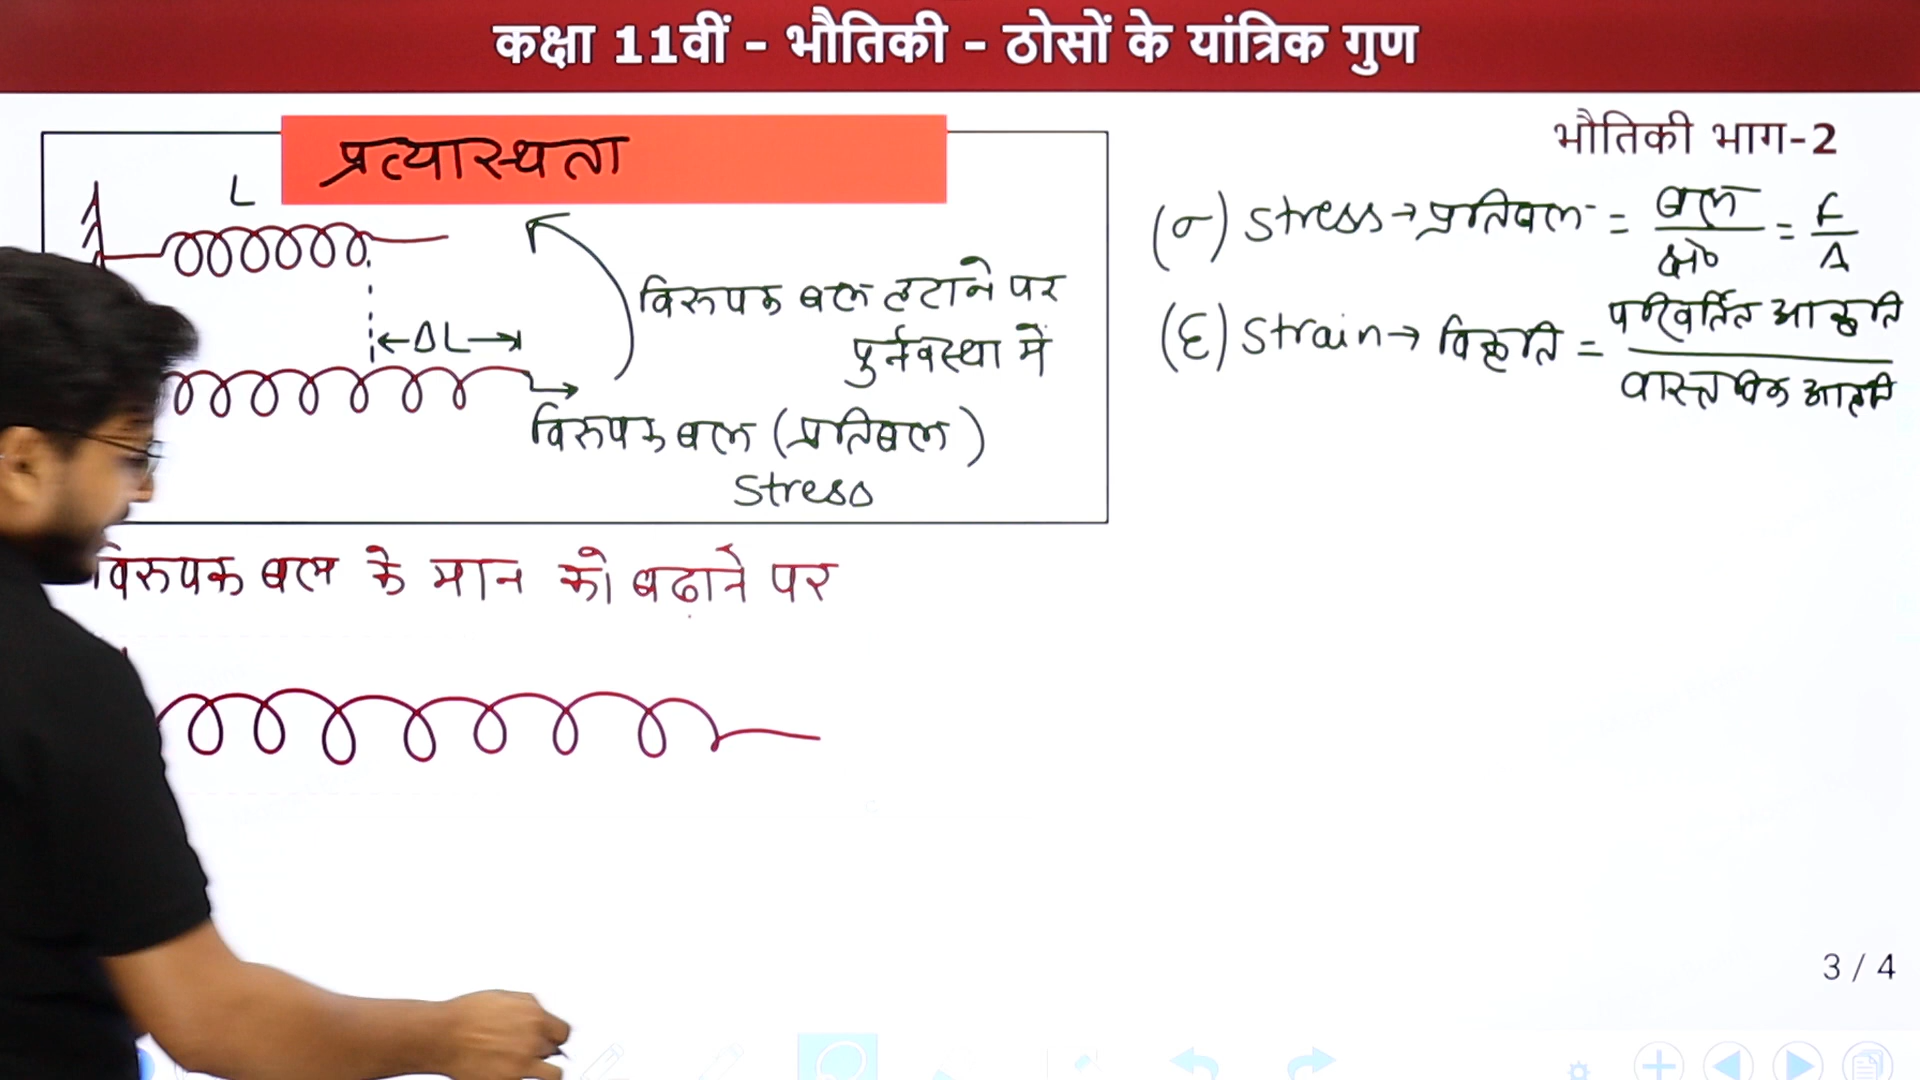 कक्षा 11वीं - भौतिकी - ठोसों के यांत्रिक गुण
भौतिकी भाग-2
प्रत्यास्थता
L
ΔL
विरुपक बल हटाने पर
पुर्नवस्था में
विरुपक बल (प्रतिबल)
Stress
(σ) Stress → प्रतिबल = बल / क्षे० = F / A
(ε) Strain → विकृति = परिवर्तित आकृति / वास्तविक आकृति
विरुपक बल के मान को बढाने पर
3 / 4